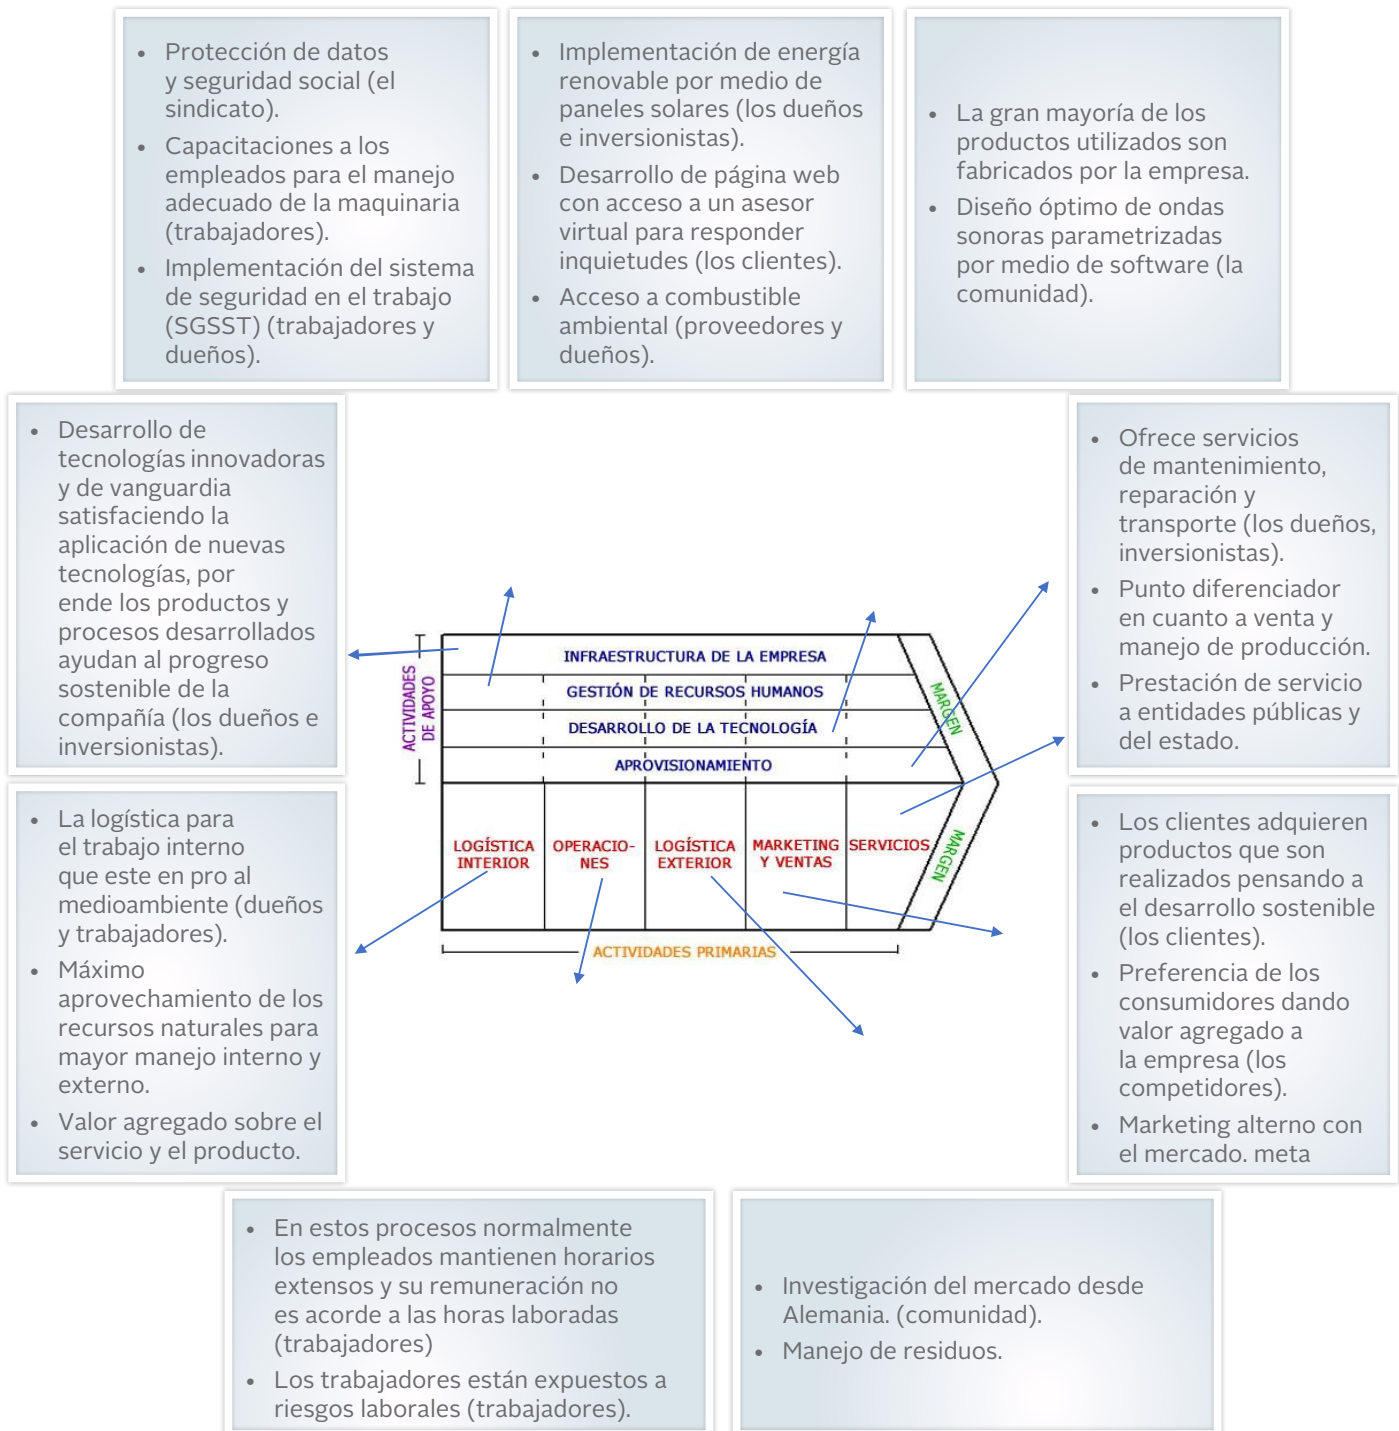 • Protección de datos
y seguridad social (el
sindicato).
• Capacitaciones a los
empleados para el manejo
adecuado de la maquinaria
(trabajadores).
• Implementación del sistema
de seguridad en el trabajo
(SGSST) (trabajadores y
dueños).
• Implementación de energía
renovable por medio de
paneles solares (los dueños
e inversionistas).
• Desarrollo de página web
con acceso a un asesor
virtual para responder
inquietudes (los clientes).
• Acceso a combustible
ambiental (proveedores y
dueños).
• La gran mayoría de los
productos utilizados son
fabricados por la empresa.
• Diseño óptimo de ondas
sonoras parametrizadas
por medio de software (la
comunidad).
• Desarrollo de
tecnologías innovadoras
y de vanguardia
satisfaciendo la
aplicación de nuevas
tecnologías, por
ende los productos y
procesos desarrollados
ayudan al progreso
sostenible de la
compañía (los dueños e
inversionistas).
ACTIVIDADES
DE APOYO
INFRAESTRUCTURA DE LA EMPRESA
GESTIÓN DE RECURSOS HUMANOS
DESARROLLO DE LA TECNOLOGÍA
APROVISIONAMIENTO
MARGEN
LOGÍSTICA
INTERIOR
OPERACIO-
NES
LOGÍSTICA
EXTERIOR
MARKETING
Y VENTAS
SERVICIOS
MARGEN
ACTIVIDADES PRIMARIAS
• Ofrece servicios
de mantenimiento,
reparación y
transporte (los dueños,
inversionistas).
• Punto diferenciador
en cuanto a venta y
manejo de producción.
• Prestación de servicio
a entidades públicas y
del estado.
• La logística para
el trabajo interno
que este en pro al
medioambiente (dueños
y trabajadores).
• Máximo
aprovechamiento de los
recursos naturales para
mayor manejo interno y
externo.
• Valor agregado sobre el
servicio y el producto.
• Los clientes adquieren
productos que son
realizados pensando a
el desarrollo sostenible
(los clientes).
• Preferencia de los
consumidores dando
valor agregado a
la empresa (los
competidores).
• Marketing alterno con
el mercado. meta
• En estos procesos normalmente
los empleados mantienen horarios
extensos y su remuneración no
es acorde a las horas laboradas
(trabajadores)
• Los trabajadores están expuestos a
riesgos laborales (trabajadores).
• Investigación del mercado desde
Alemania. (comunidad).
• Manejo de residuos.